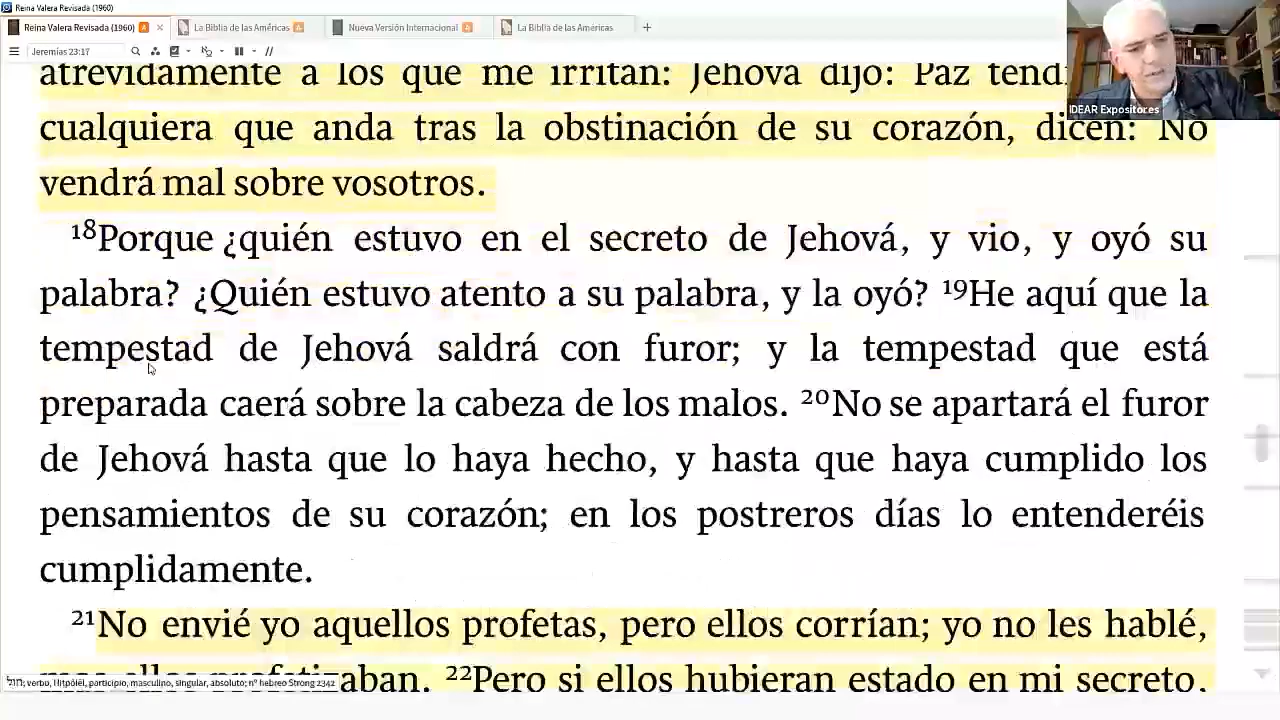 Reina Valera Revisada (1960)
Reina Valera Revisada (1960) A × La Biblia de las Américas A Nueva Versión Internacional A La Biblia de las Américas +
Jeremías 23:17
atrevidamente a los que me irritan: Jehová dijo: Paz
cualquiera que anda tras la obstinación de su corazón, dicen: No
vendrá mal sobre vosotros.
18Porque ¿quién estuvo en el secreto de Jehová, y vio, y oyó su
palabra? ¿Quién estuvo atento a su palabra, y la oyó? 19He aquí que la
tempestad de Jehová saldrá con furor; y la tempestad que está
preparada caerá sobre la cabeza de los malos. 20No se apartará el furor
de Jehová hasta que lo haya hecho, y hasta que haya cumplido los
pensamientos de su corazón; en los postreros días lo entenderéis
cumplidamente.
21No envié yo aquellos profetas, pero ellos corrían; yo no les hablé,
mas ellos profetizaban. 22Pero si ellos hubieran estado en mi secreto,
verbo, Hitpolel, participio, masculino, singular, absoluto; nº hebreo Strong 2342
IDEAR Expositores